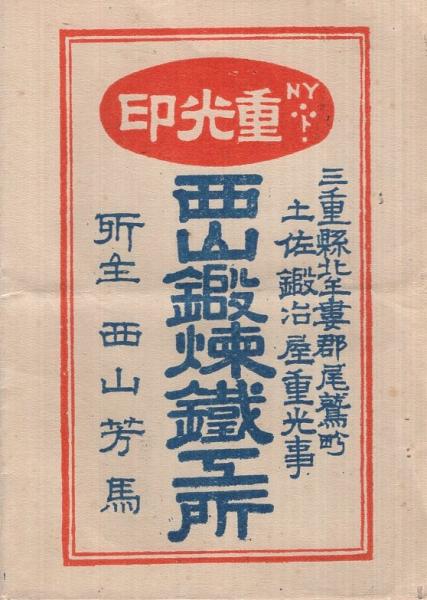 重光印
NY
ト
三重縣北牟婁郡尾鷲町
土佐鍛冶屋重光事
西山鍛煉鐵工所
所主 西山芳馬